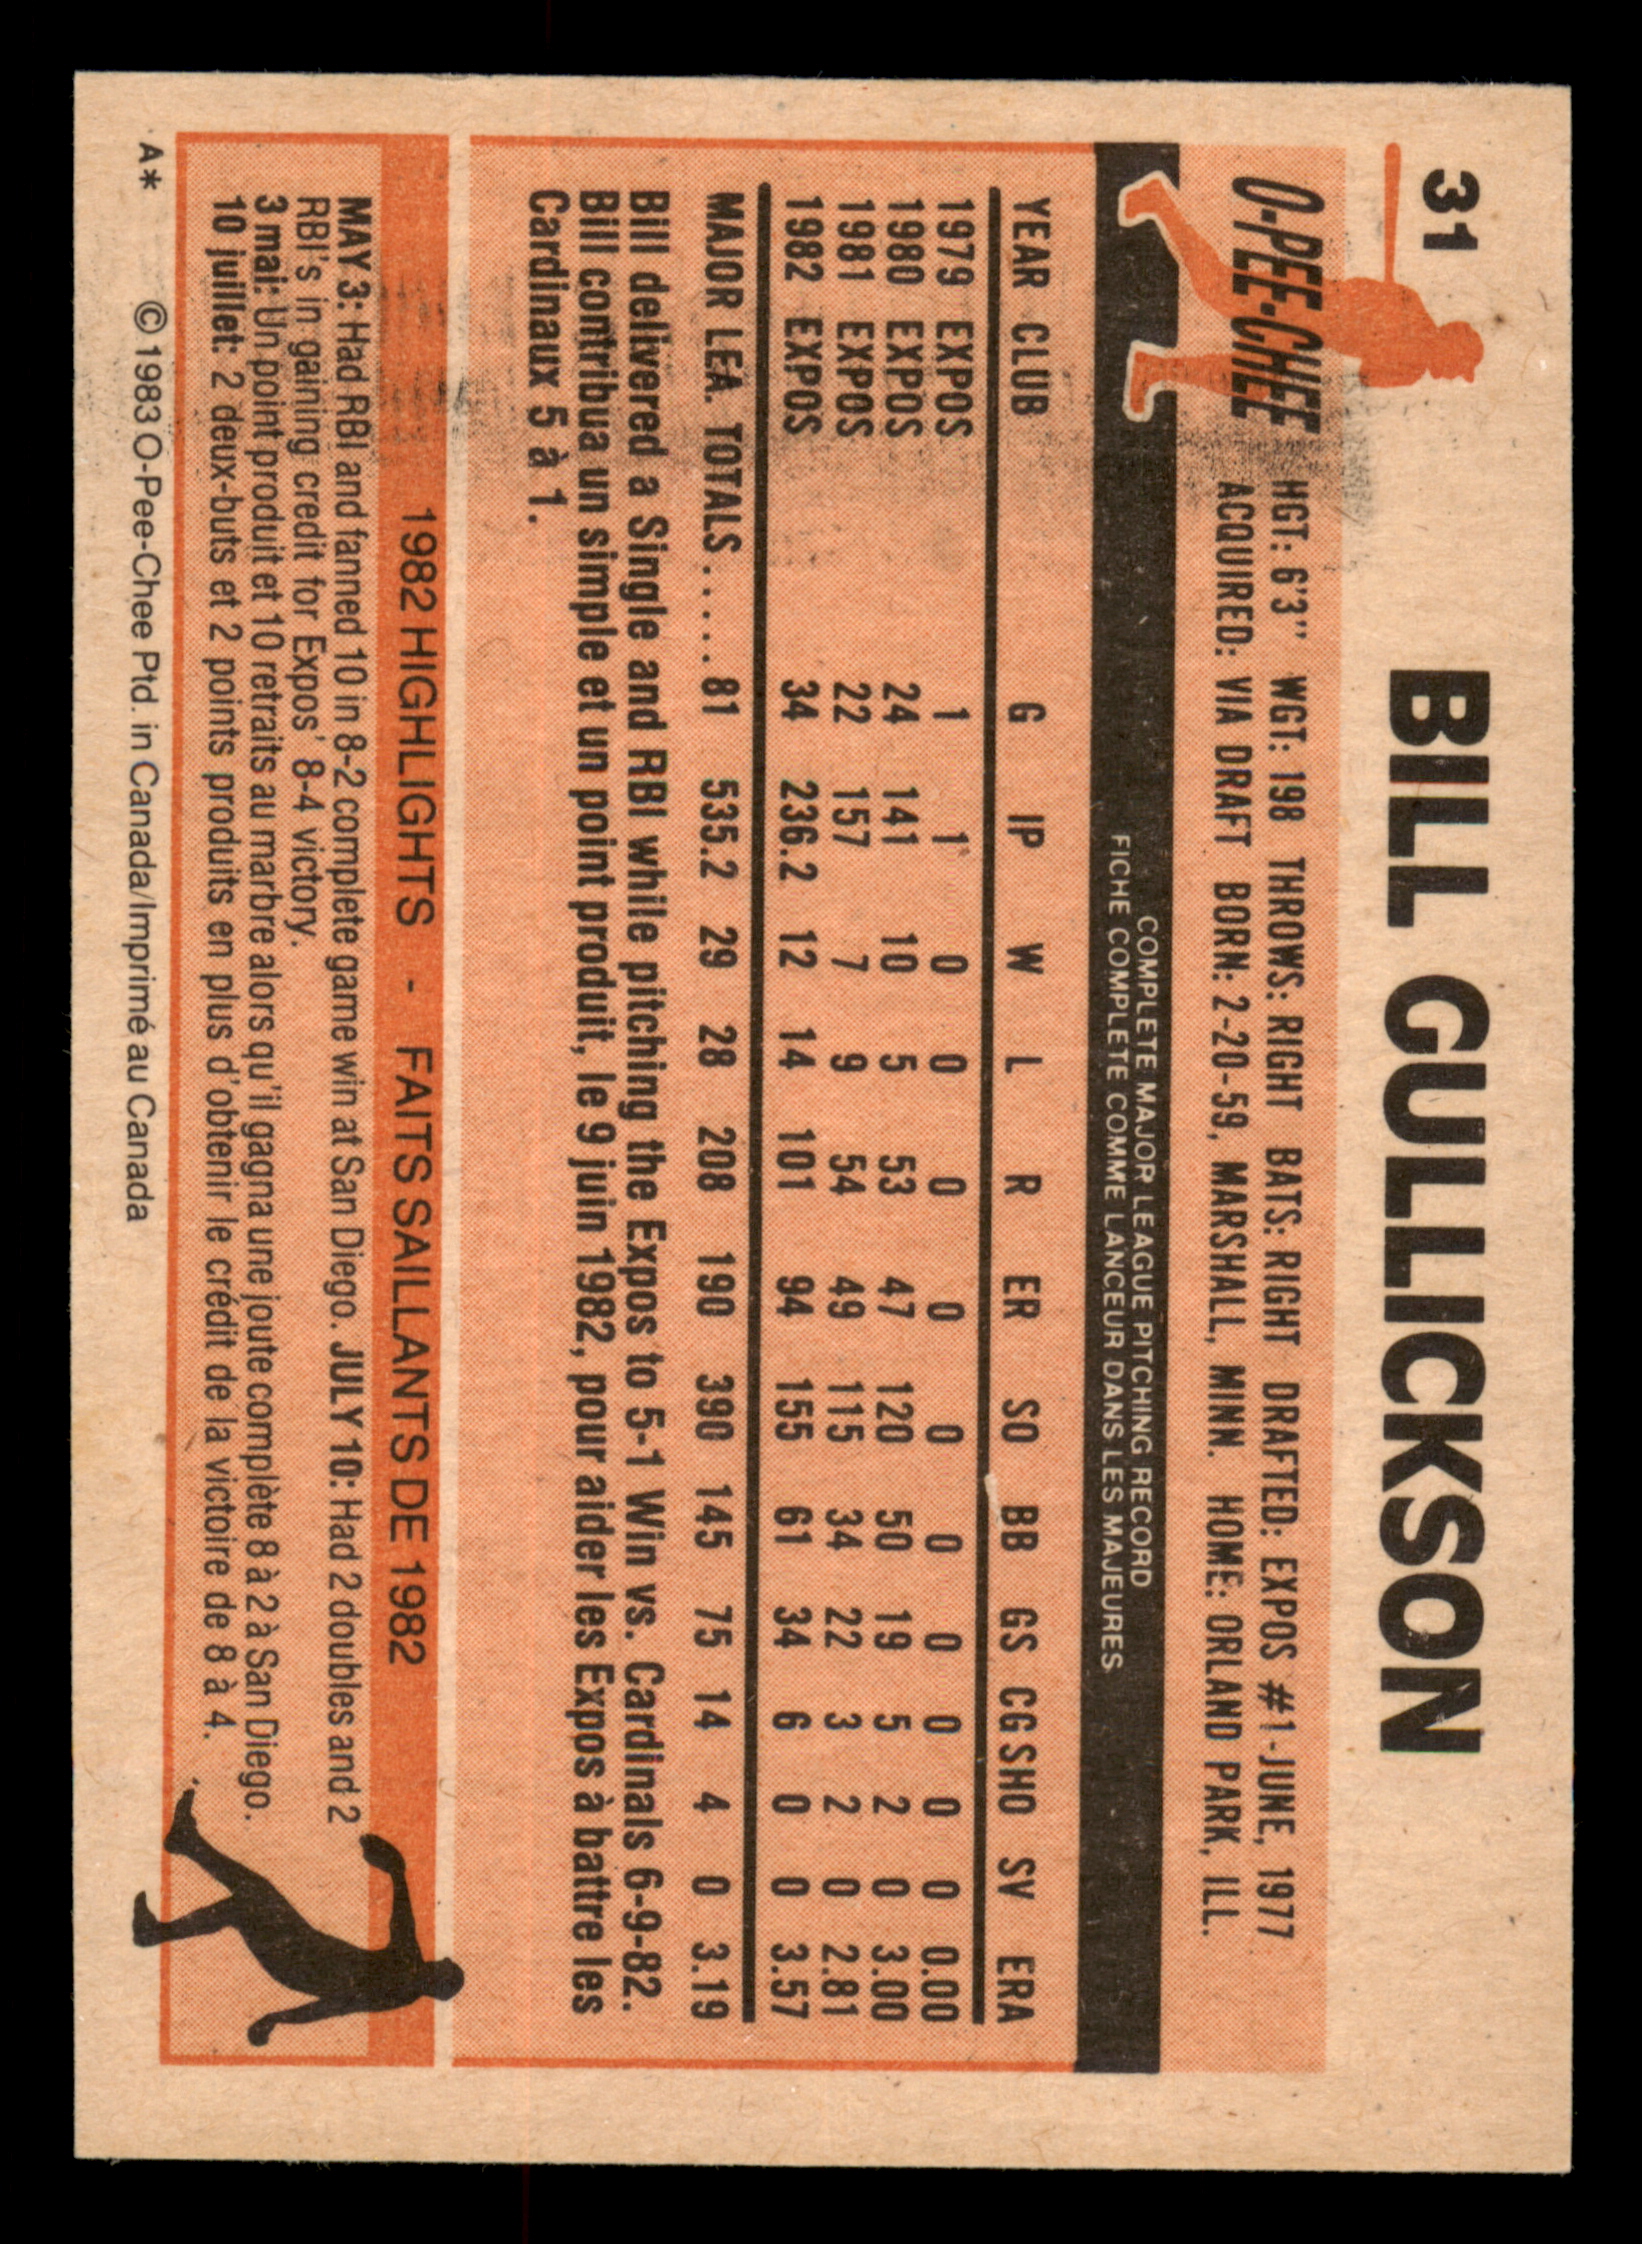 31
BILL GULLICKSON
O-PEE-CHEE
HGT: 6'3" WGT: 198 THROWS: RIGHT BATS: RIGHT DRAFTED: EXPOS #1-JUNE, 1977
ACQUIRED: VIA DRAFT BORN: 2-20-59, MARSHALL, MINN. HOME: ORLAND PARK, ILL.
COMPLETE MAJOR LEAGUE PITCHING RECORD
FICHE COMPLETE COMME LANCEUR DANS LES MAJEURES
YEAR CLUB G IP W L R ER SO BB GS CG SHO SV ERA
1979 EXPOS 1 1 0 0 0 0 0 0 0 0 0 0 0.00
1980 EXPOS 24 141 10 5 53 47 120 50 19 5 2 0 3.00
1981 EXPOS 22 157 7 9 54 49 115 34 22 3 2 0 2.81
1982 EXPOS 34 236.2 12 14 101 94 155 61 34 6 0 0 3.57
MAJOR LEA. TOTALS..... 81 535.2 29 28 208 190 390 145 75 14 4 0 3.19
Bill delivered a Single and RBI while pitching the Expos to 5-1 Win vs. Cardinals 6-9-82.
Bill contribua un simple et un point produit, le 9 juin 1982, pour aider les Expos à battre les
Cardinaux 5 à 1.
1982 HIGHLIGHTS - FAITS SAILLANTS DE 1982
MAY 3: Had RBI and fanned 10 in 8-2 complete game win at San Diego. JULY 10: Had 2 doubles and 2
RBI's in gaining credit for Expos' 8-4 victory.
3 mai: Un point produit et 10 retraits au marbre alors qu'il gagna une joute complète 8 à 2 à San Diego.
10 juillet: 2 deux-buts et 2 points produits en plus d'obtenir le crédit de la victoire de 8 à 4.
A* © 1983 O-Pee-Chee Ptd. in Canada/Imprimé au Canada